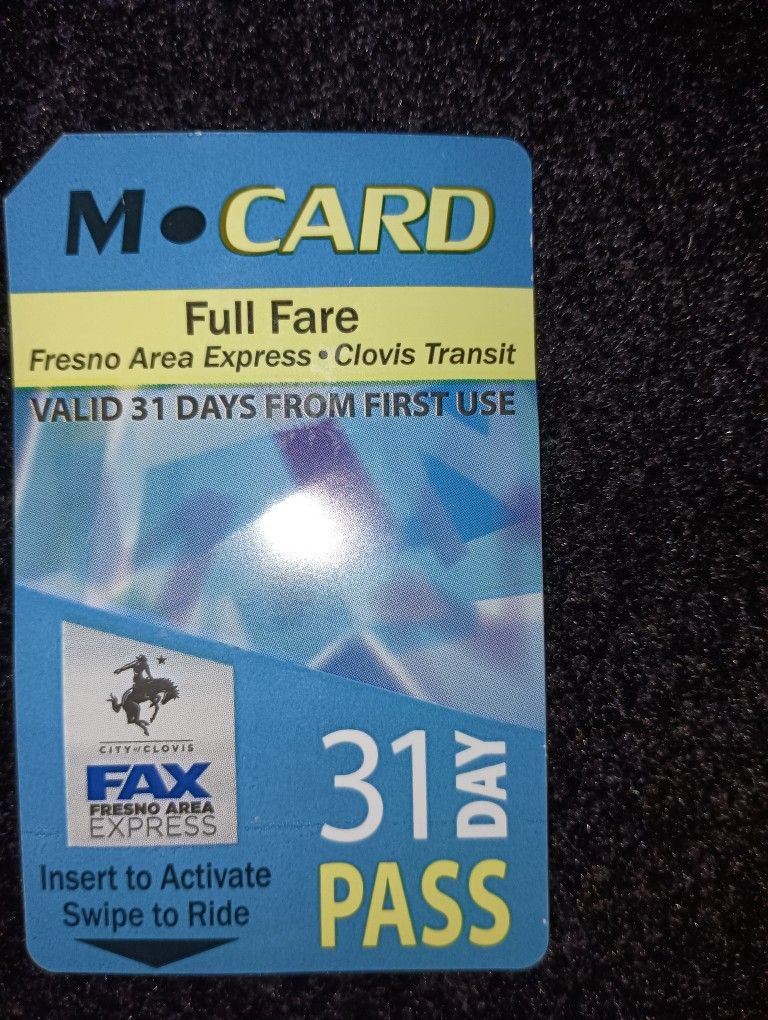 M•CARD
Full Fare
Fresno Area Express • Clovis Transit
VALID 31 DAYS FROM FIRST USE
CITY of CLOVIS
FAX
FRESNO AREA
EXPRESS
31 DAY
PASS
Insert to Activate
Swipe to Ride